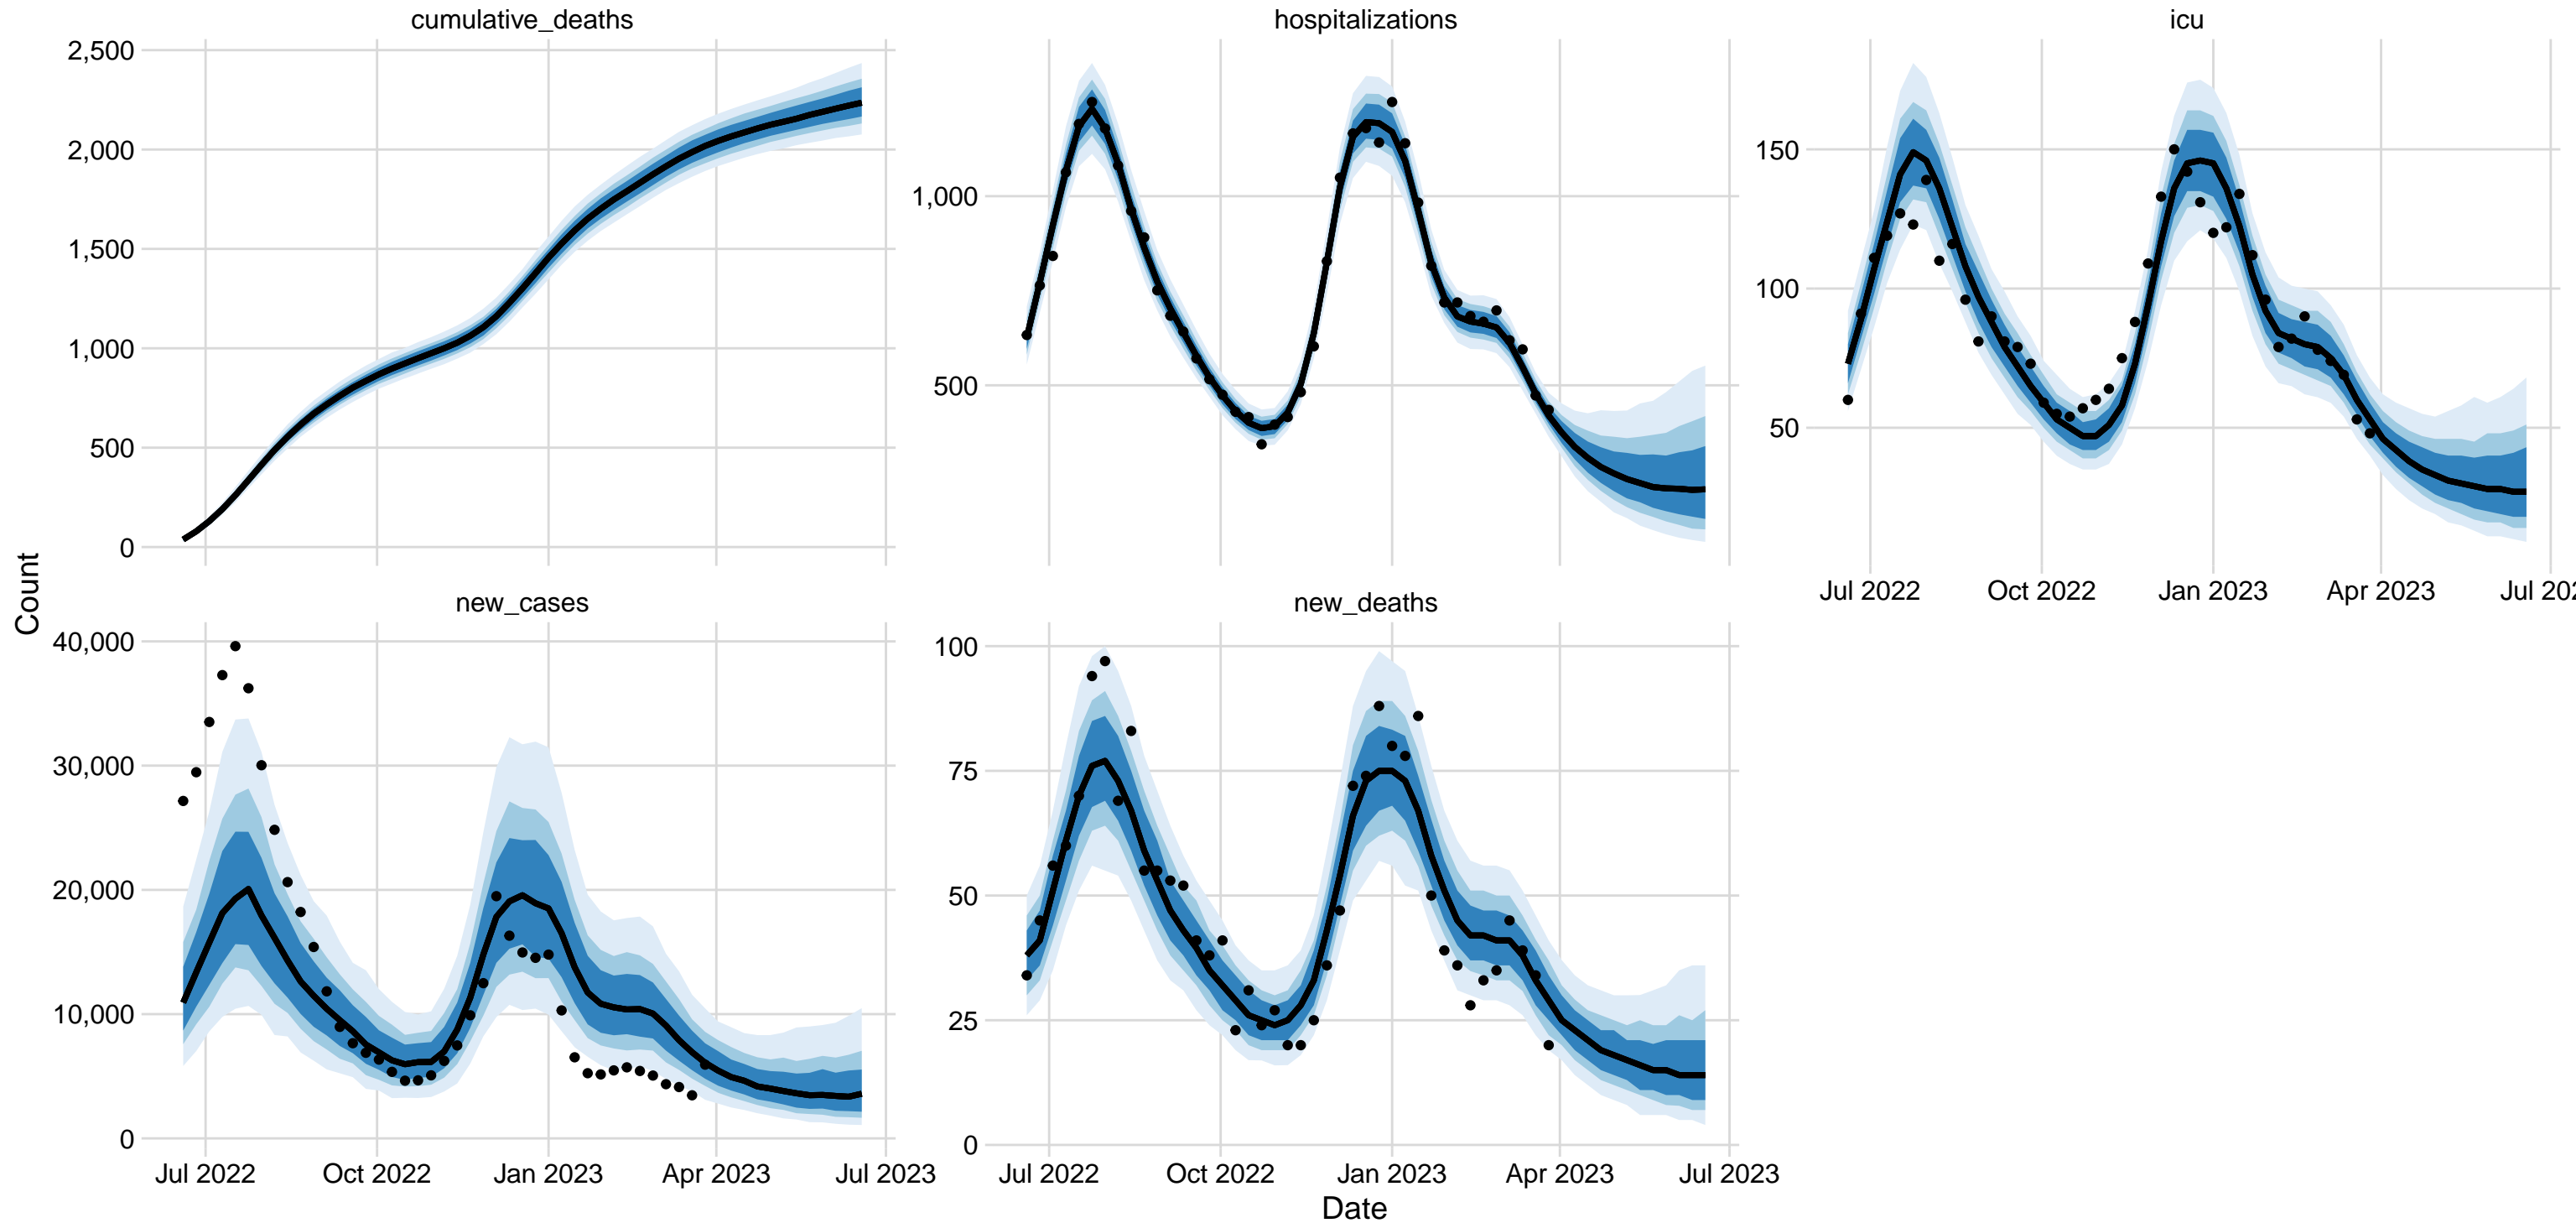 cumulative_deaths
hospitalizations
icu
2,500
2,000
1,500
1,000
500
0
1,000
500
150
100
50
Jul 2022
Oct 2022
Jan 2023
Apr 2023
Jul 202
Count
new_cases
new_deaths
40,000
30,000
20,000
10,000
0
100
75
50
25
0
Jul 2022
Oct 2022
Jan 2023
Apr 2023
Jul 2023
Jul 2022
Oct 2022
Jan 2023
Apr 2023
Jul 2023
Date